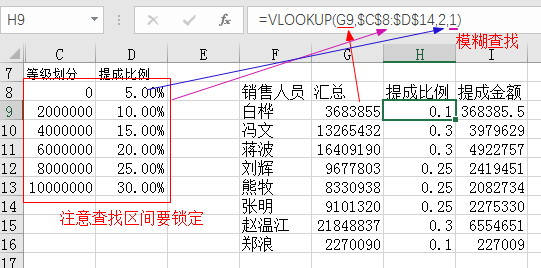 H9 =VLOOKUP(G9,$C$8:$D$14,2,1)
模糊查找
C D E F G H I
7 等级划分 提成比例
8 0 5.00% 销售人员 汇总 提成比例 提成金额
9 2000000 10.00% 白桦 3683855 0.1 368385.5
10 4000000 15.00% 冯文 13265432 0.3 3979629
11 6000000 20.00% 蒋波 16409190 0.3 4922757
12 8000000 25.00% 刘辉 9677803 0.25 2419451
13 10000000 30.00% 熊牧 8330938 0.25 2082734
14 张明 9101320 0.25 2275330
注意查找区间要锁定
15 赵温江 21848837 0.3 6554651
16 郑浪 2270090 0.1 227009
17